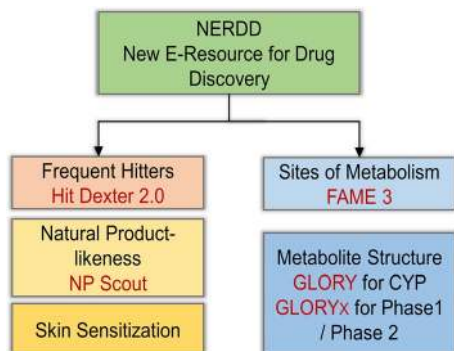 NERDD
New E-Resource for Drug
Discovery
Frequent Hitters
Hit Dexter 2.0
Natural Product-
likeness
NP Scout
Skin Sensitization
Sites of Metabolism
FAME 3
Metabolite Structure
GLORY for CYP
GLORYx for Phase1
/ Phase 2